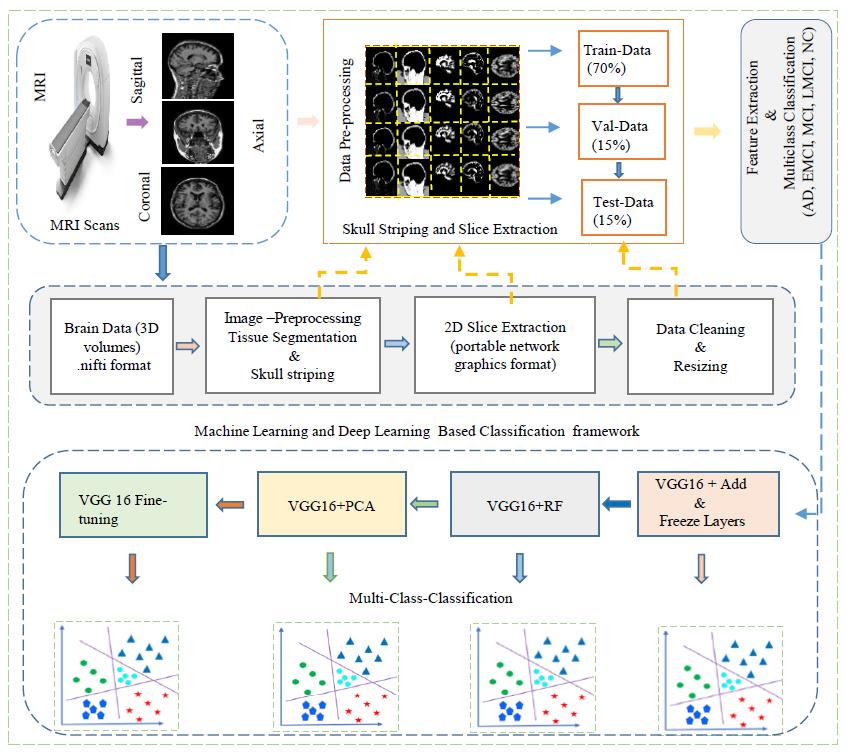 MRI
Sagittal
Axial
Coronal
MRI Scans
Data Pre-processing
Skull Striping and Slice Extraction
Train-Data
(70%)
Val-Data
(15%)
Test-Data
(15%)
Feature Extraction
&
Multiclass Classification
(AD, EMCI, MCI, LMCI, NC)
Brain Data (3D
volumes)
.nifti format
Image –Preprocessing
Tissue Segmentation
&
Skull striping
2D Slice Extraction
(portable network
graphics format)
Data Cleaning
&
Resizing
Machine Learning and Deep Learning Based Classification framework
VGG 16 Fine-
tuning
VGG16+PCA
VGG16+RF
VGG16 + Add
&
Freeze Layers
Multi-Class-Classification